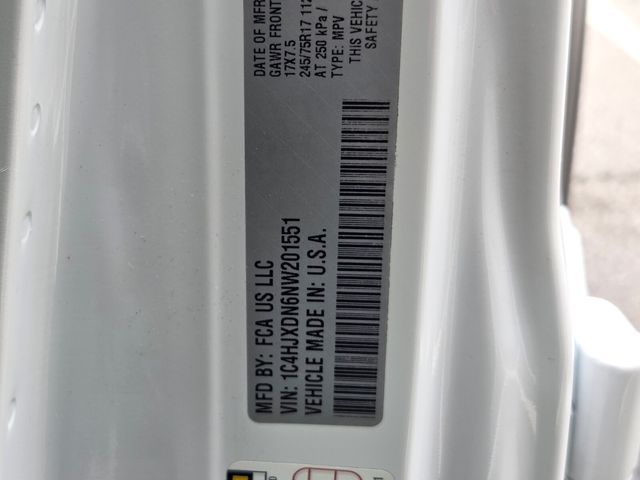 MFD BY: FCA US LLC
VIN: 1C4HJXDN6NW201551
VEHICLE MADE IN: U.S.A.
DATE OF MFR
GAWR FRONT
17X7.5
245/75R17 112
AT 250 kPa /
TYPE: MPV
THIS VEHIC
SAFETY